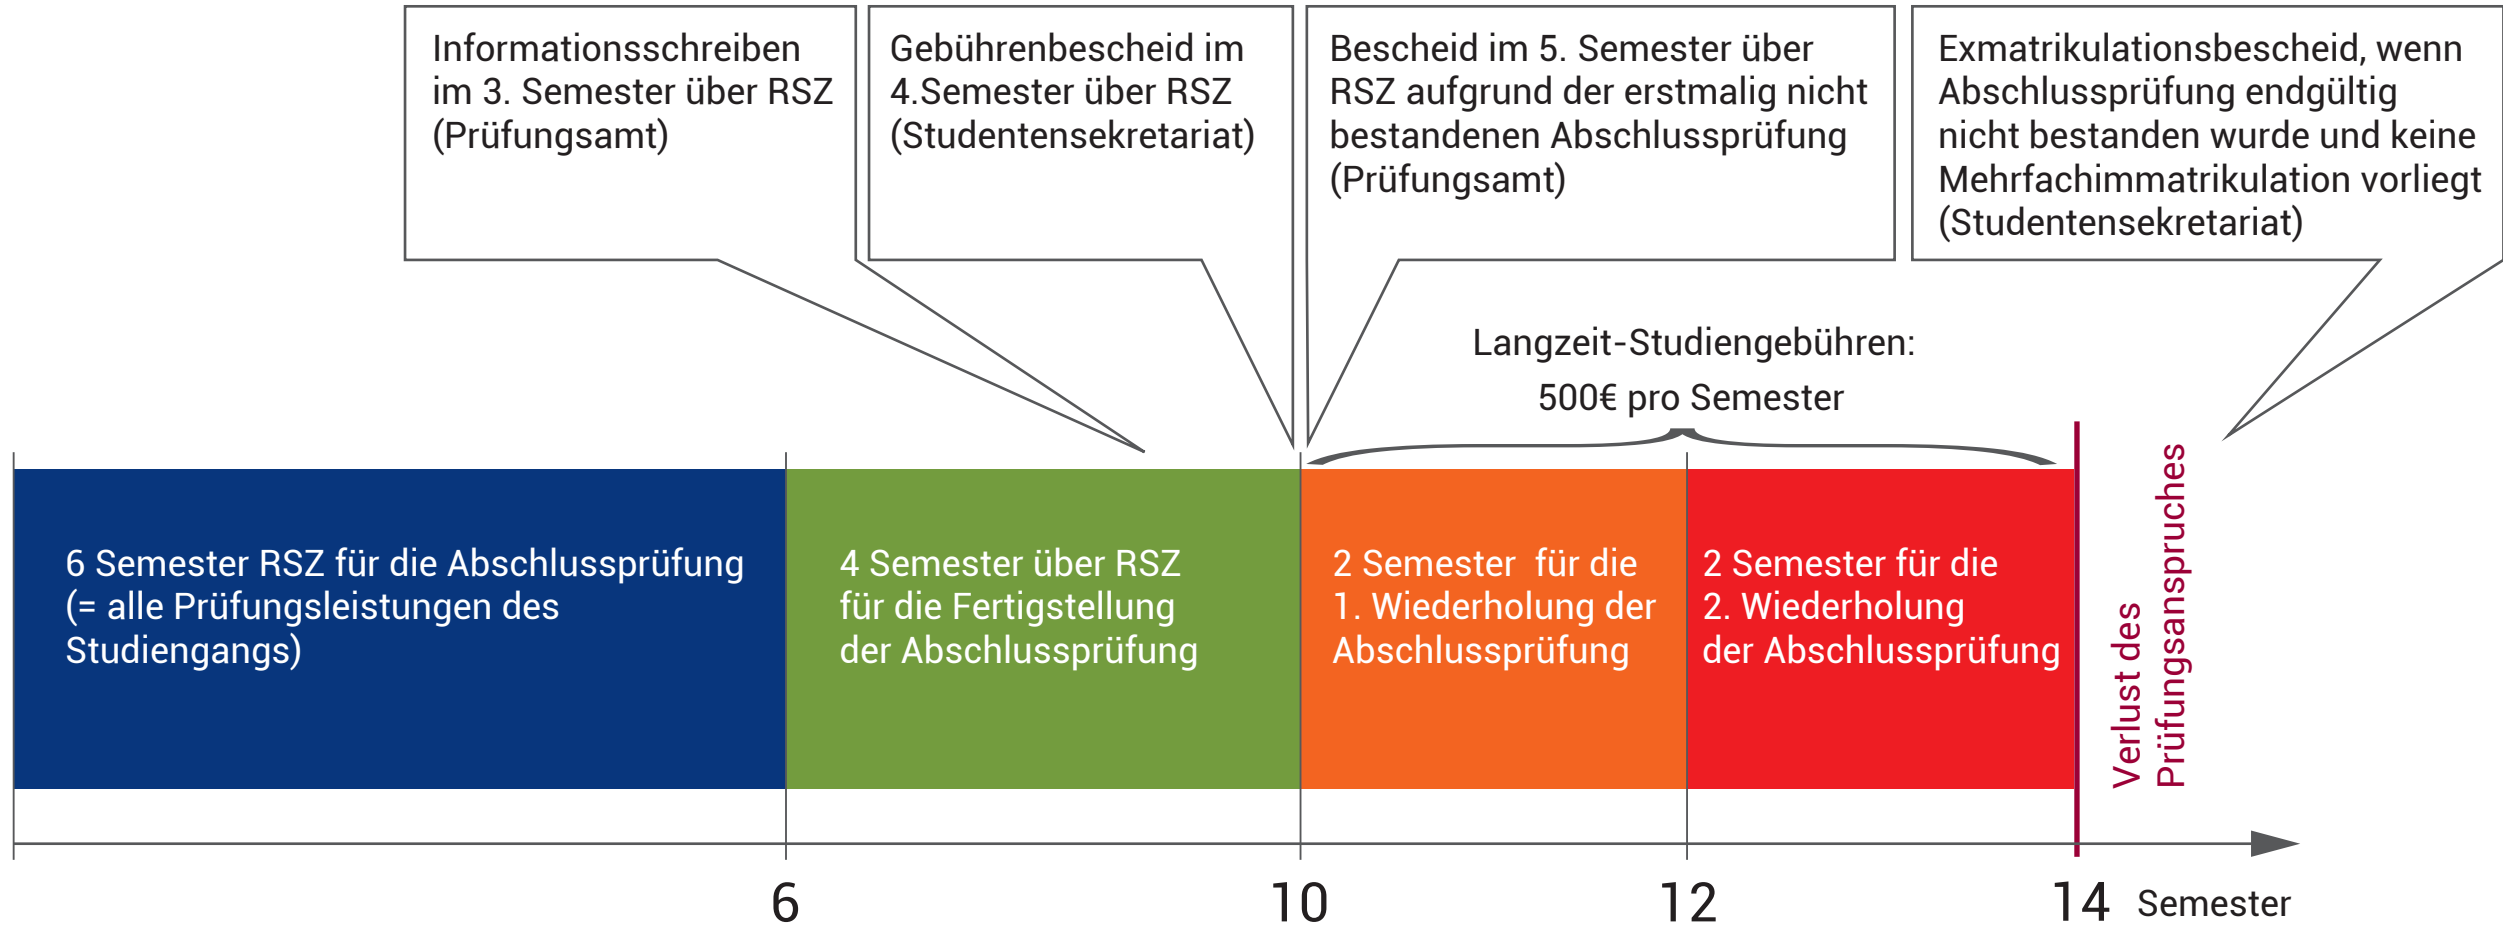 Informationsschreiben
im 3. Semester über RSZ
(Prüfungsamt)
Gebührenbescheid im
4.Semester über RSZ
(Studentensekretariat)
Bescheid im 5. Semester über
RSZ aufgrund der erstmalig nicht
bestandenen Abschlussprüfung
(Prüfungsamt)
Exmatrikulationsbescheid, wenn
Abschlussprüfung endgültig
nicht bestanden wurde und keine
Mehrfachimmatrikulation vorliegt
(Studentensekretariat)
Langzeit-Studiengebühren:
500€ pro Semester
6 Semester RSZ für die Abschlussprüfung
(= alle Prüfungsleistungen des
Studiengangs)
4 Semester über RSZ
für die Fertigstellung
der Abschlussprüfung
2 Semester für die
1. Wiederholung der
Abschlussprüfung
2 Semester für die
2. Wiederholung
der Abschlussprüfung
Verlust des
Prüfungsanspruches
6
10
12
14
Semester